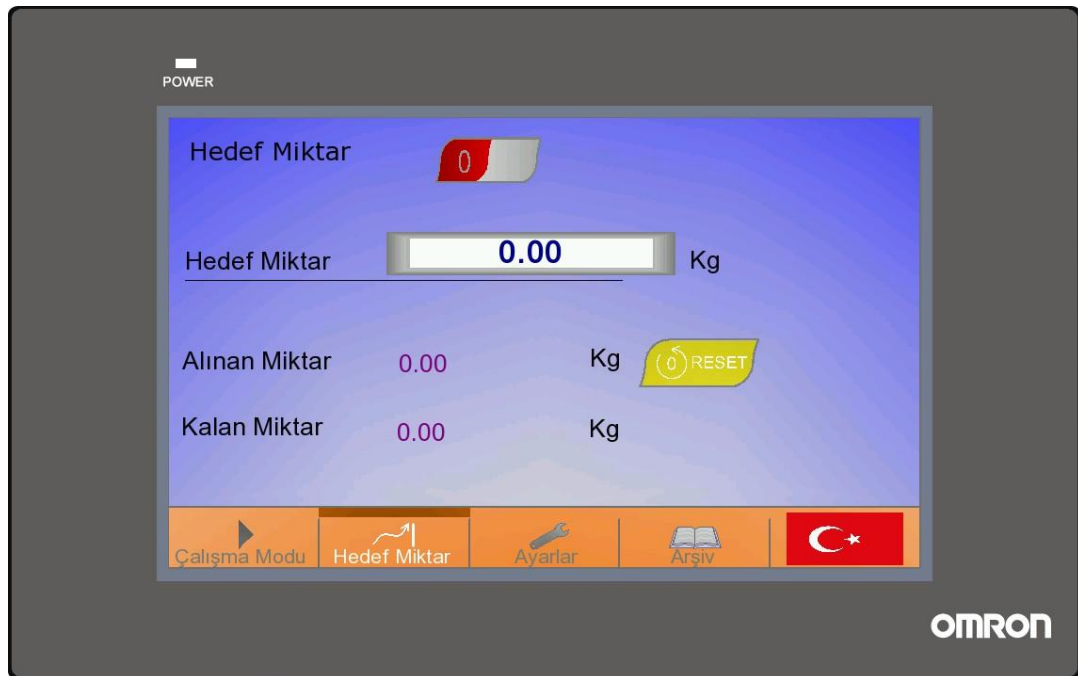 POWER
Hedef Miktar 0
Hedef Miktar 0.00 Kg
Alınan Miktar 0.00 Kg 0 RESET
Kalan Miktar 0.00 Kg
Çalışma Modu Hedef Miktar Ayarlar Arşiv
OMRON